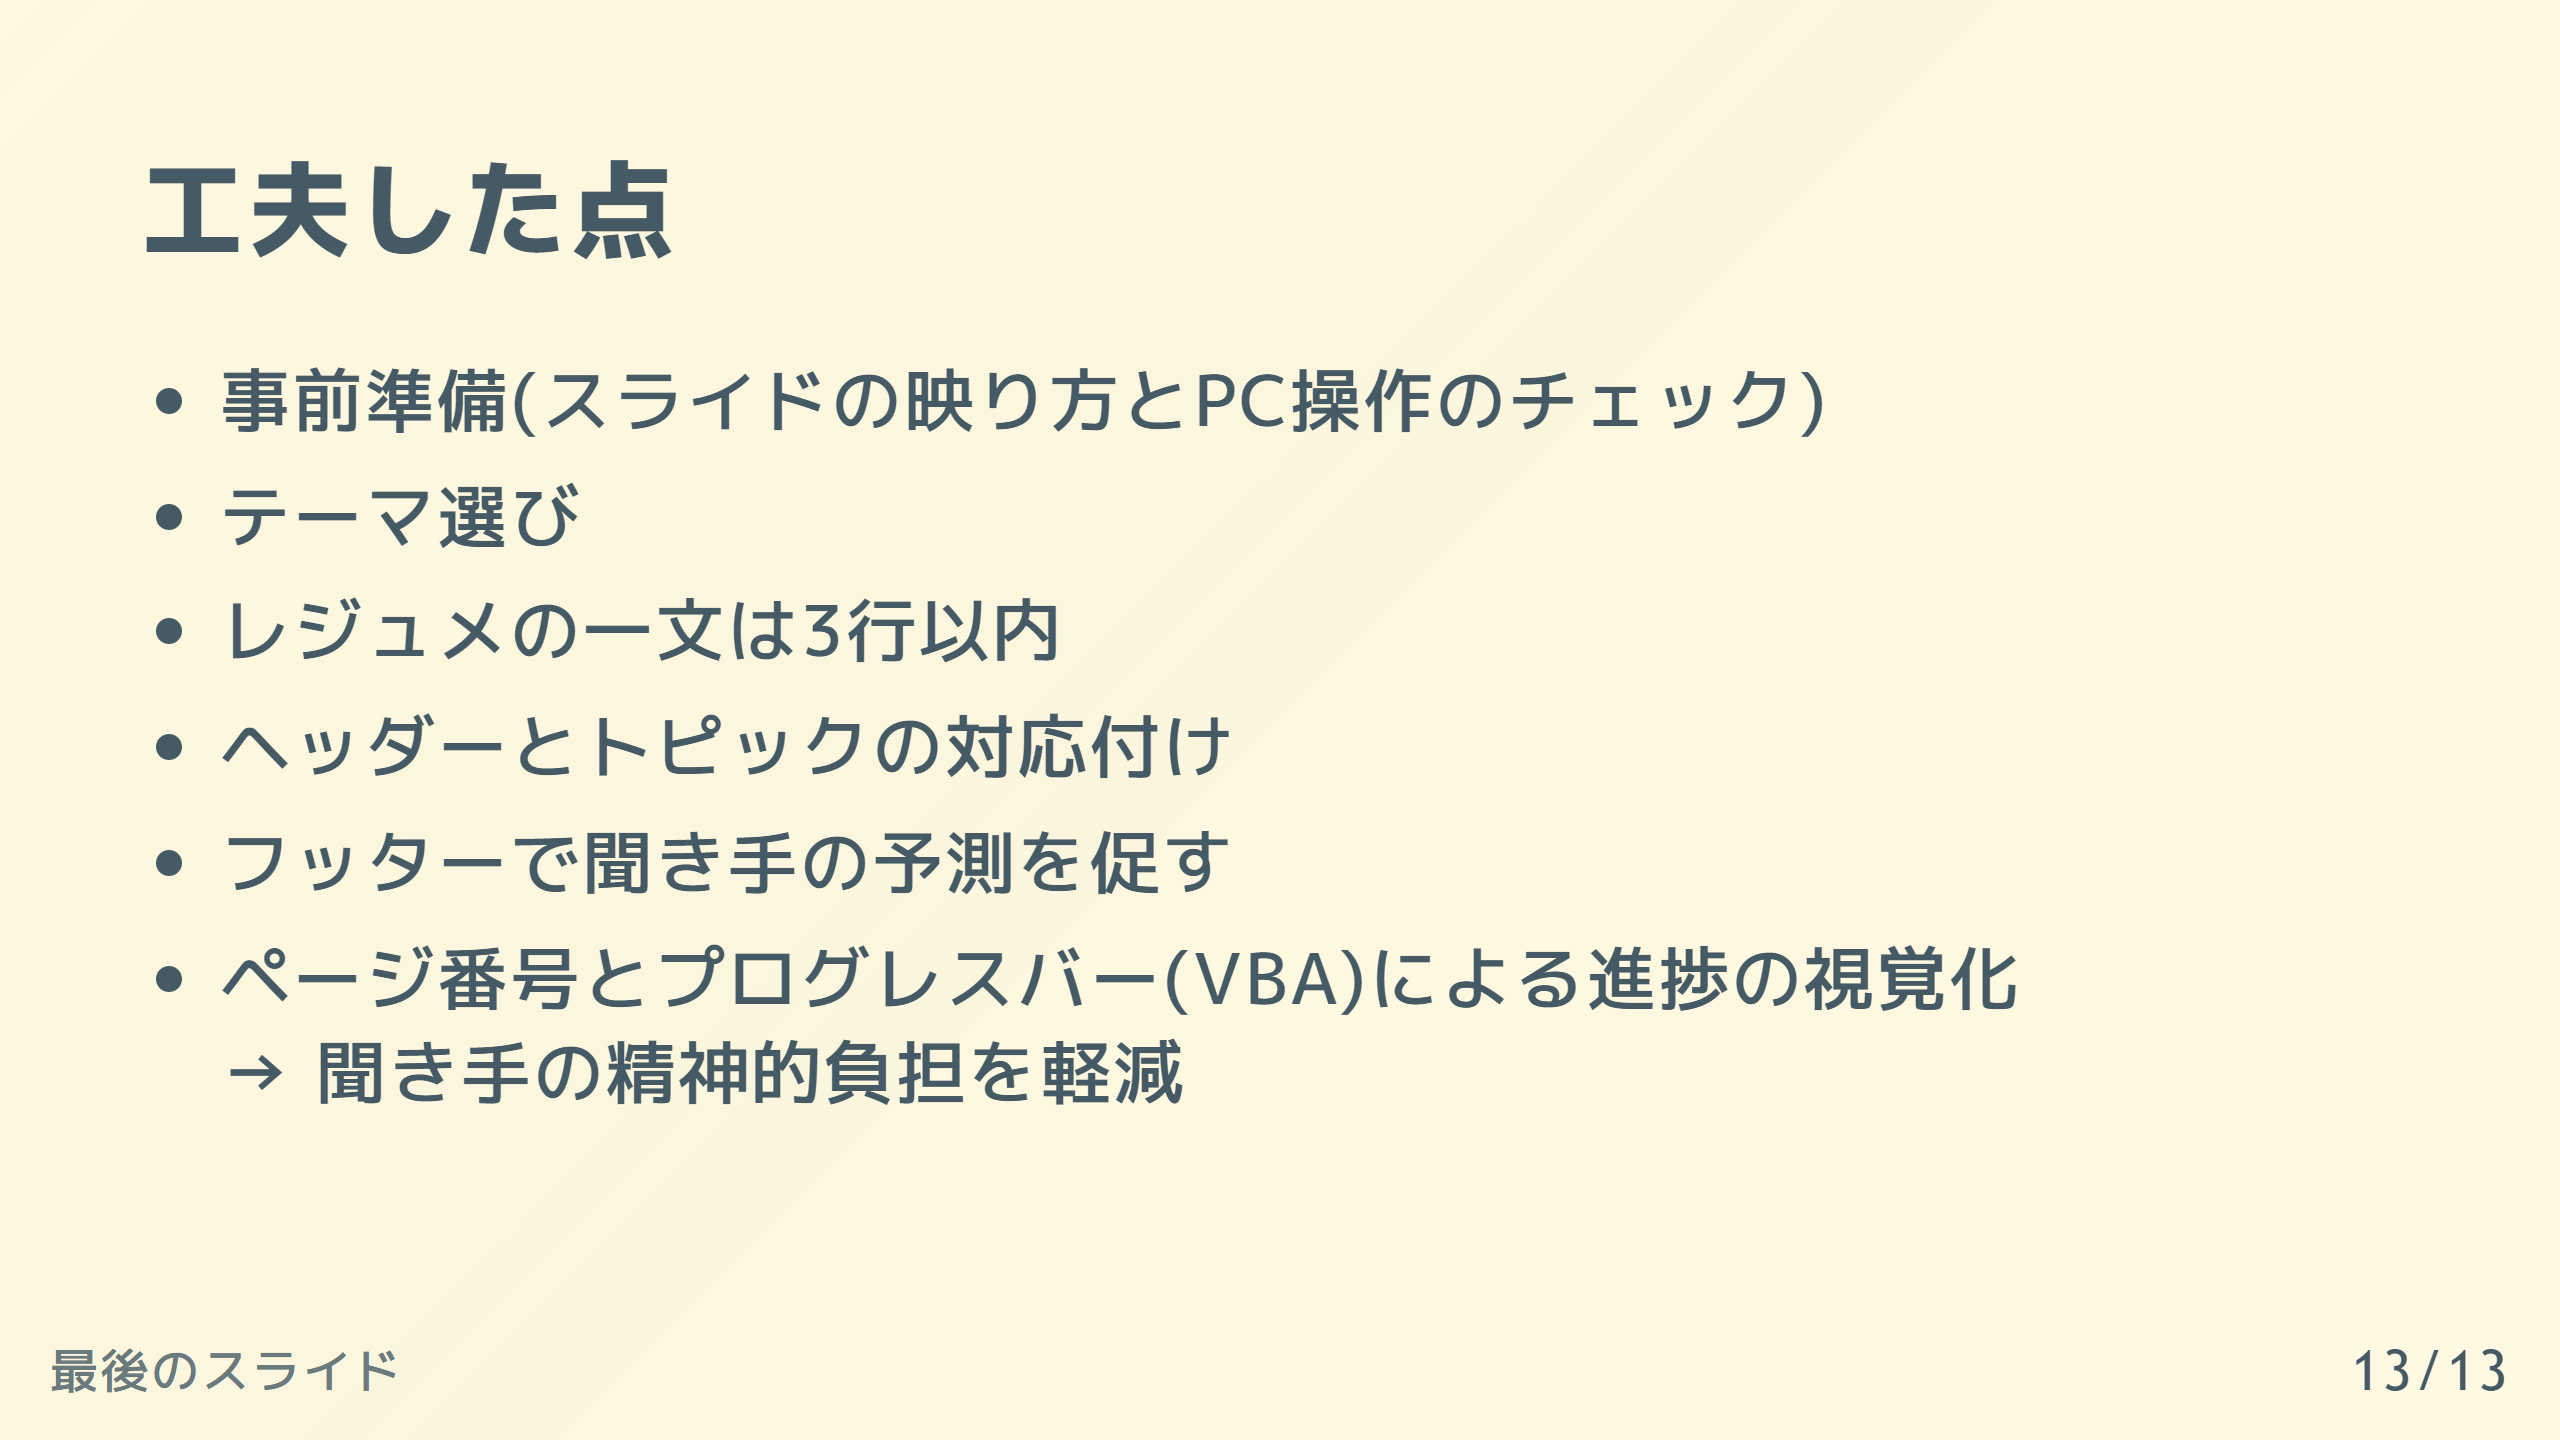 工夫した点
• 事前準備(スライドの映り方とPC操作のチェック)
• テーマ選び
• レジュメの一文は3行以内
• ヘッダーとトピックの対応付け
• フッターで聞き手の予測を促す
• ページ番号とプログレスバー(VBA)による進捗の視覚化
→ 聞き手の精神的負担を軽減
最後のスライド
13/13